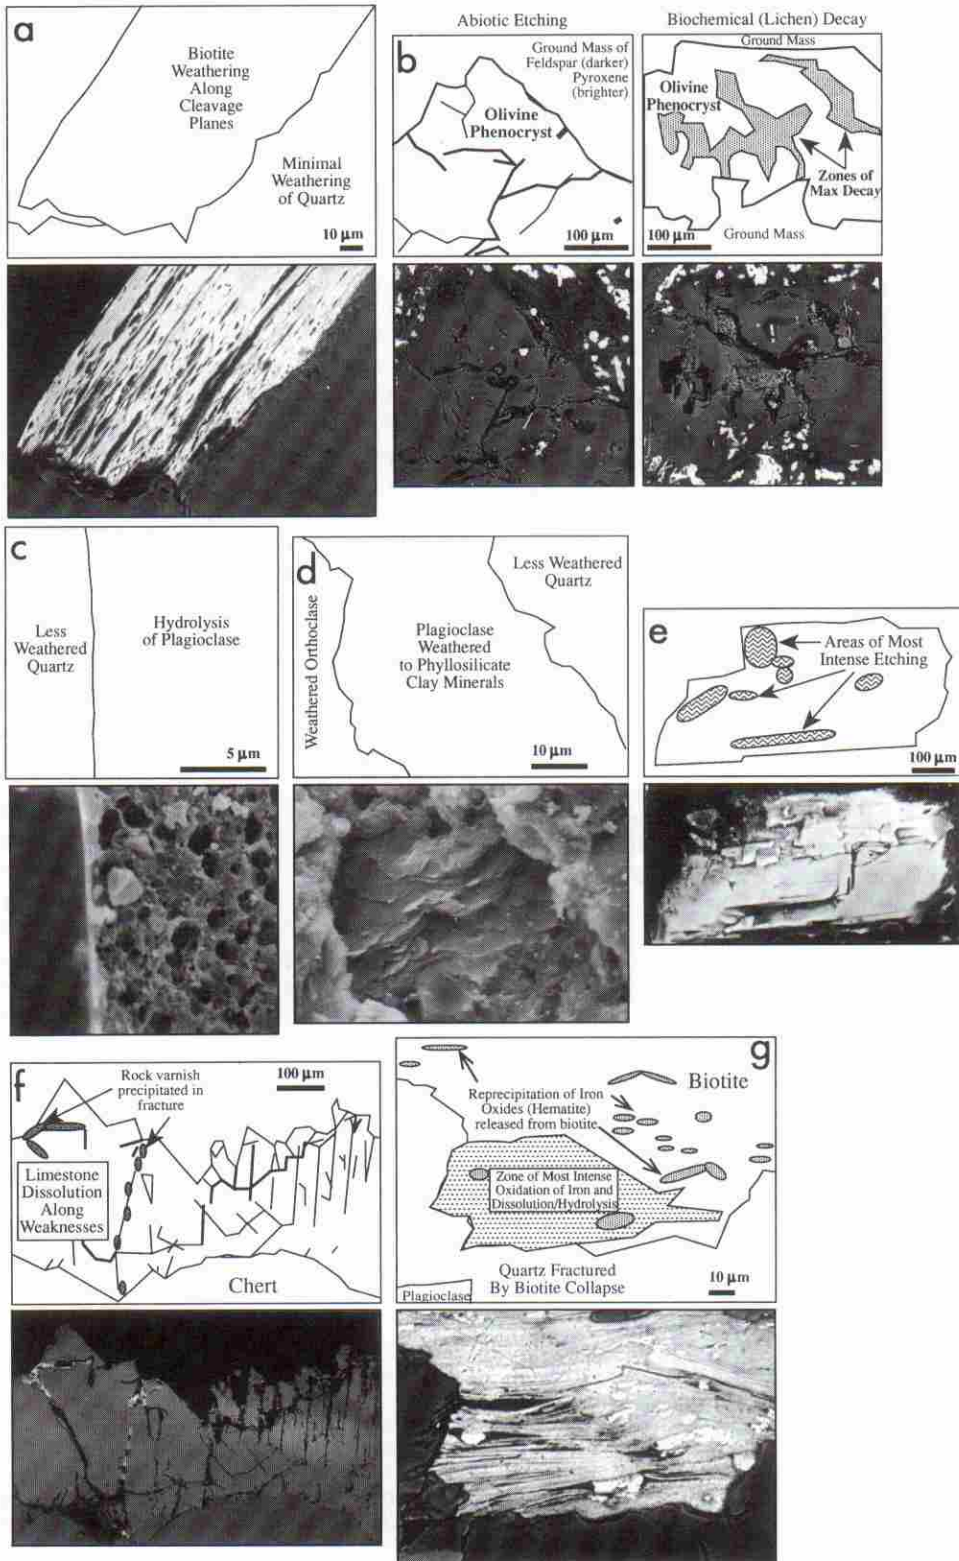 a
Biotite
Weathering
Along
Cleavage
Planes
Minimal
Weathering
of Quartz
10 μm
Abiotic Etching
b
Ground Mass of
Feldspar (darker)
Pyroxene
(brighter)
Olivine
Phenocryst
100 μm
Biochemical (Lichen) Decay
Ground Mass
Olivine
Phenocryst
Zones of
Max Decay
Ground Mass
100 μm
c
Less
Weathered
Quartz
Hydrolysis
of Plagioclase
5 μm
d
Weathered Orthoclase
Less Weathered
Quartz
Plagioclase
Weathered
to Phyllosilicate
Clay Minerals
10 μm
e
Areas of Most
Intense Etching
100 μm
f
Rock varnish
precipitated in
fracture
100 μm
Limestone
Dissolution
Along
Weaknesses
Chert
g
Biotite
Reprecipitation of Iron
Oxides (Hematite)
released from biotite
Zone of Most Intense
Oxidation of Iron and
Dissolution/Hydrolysis
Quartz Fractured
By Biotite Collapse
10 μm
Plagioclase